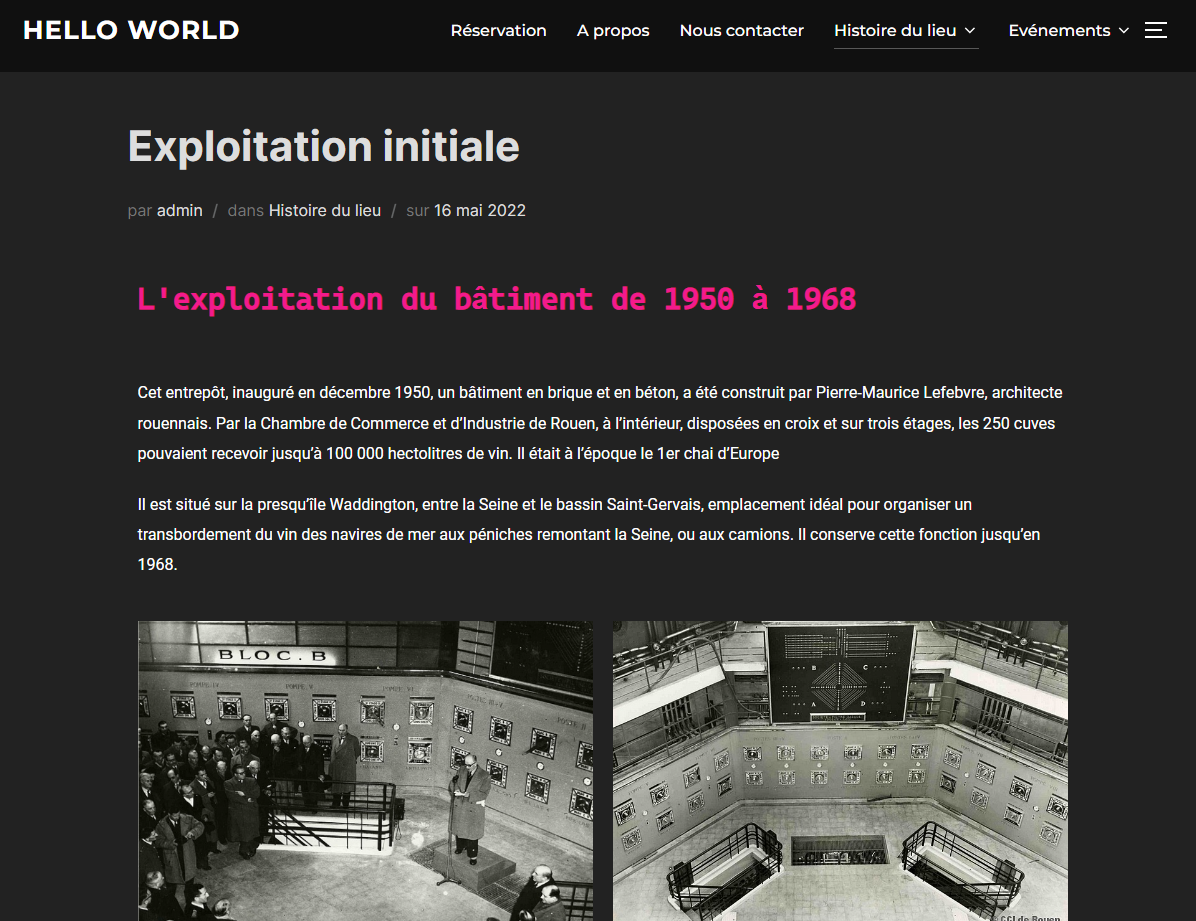 HELLO WORLD
Réservation
A propos
Nous contacter
Histoire du lieu
Evénements
Exploitation initiale
par admin / dans Histoire du lieu / sur 16 mai 2022
L'exploitation du bâtiment de 1950 à 1968
Cet entrepôt, inauguré en décembre 1950, un bâtiment en brique et en béton, a été construit par Pierre-Maurice Lefebvre, architecte
rouennais. Par la Chambre de Commerce et d’Industrie de Rouen, à l’intérieur, disposées en croix et sur trois étages, les 250 cuves
pouvaient recevoir jusqu’à 100 000 hectolitres de vin. Il était à l’époque le 1er chai d’Europe
Il est situé sur la presqu’île Waddington, entre la Seine et le bassin Saint-Gervais, emplacement idéal pour organiser un
transbordement du vin des navires de mer aux péniches remontant la Seine, ou aux camions. Il conserve cette fonction jusqu’en
1968.
BLOC.B
B C
A D
CCI de Rouen